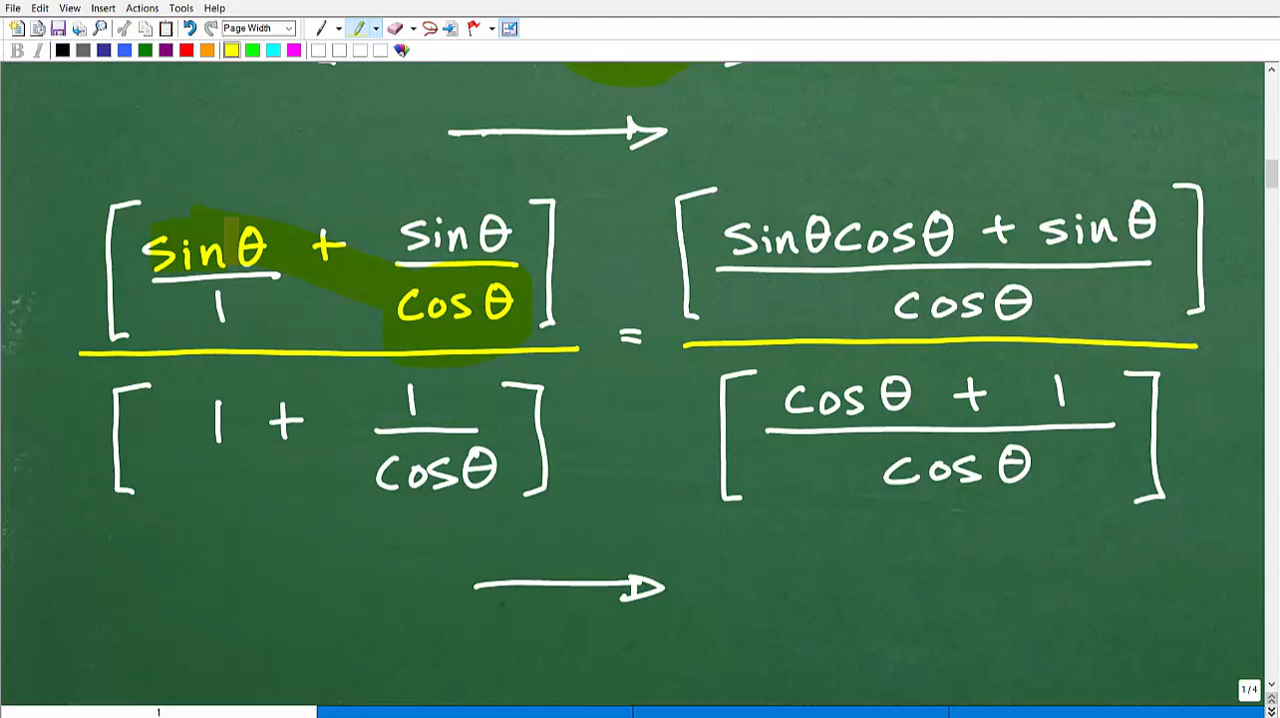 File Edit View Insert Actions Tools Help
Page Width
B I
[ sinθ/1 + sinθ/cosθ ] / [ 1 + 1/cosθ ] = [ (sinθcosθ + sinθ)/cosθ ] / [ (cosθ + 1)/cosθ ]
1/4
1